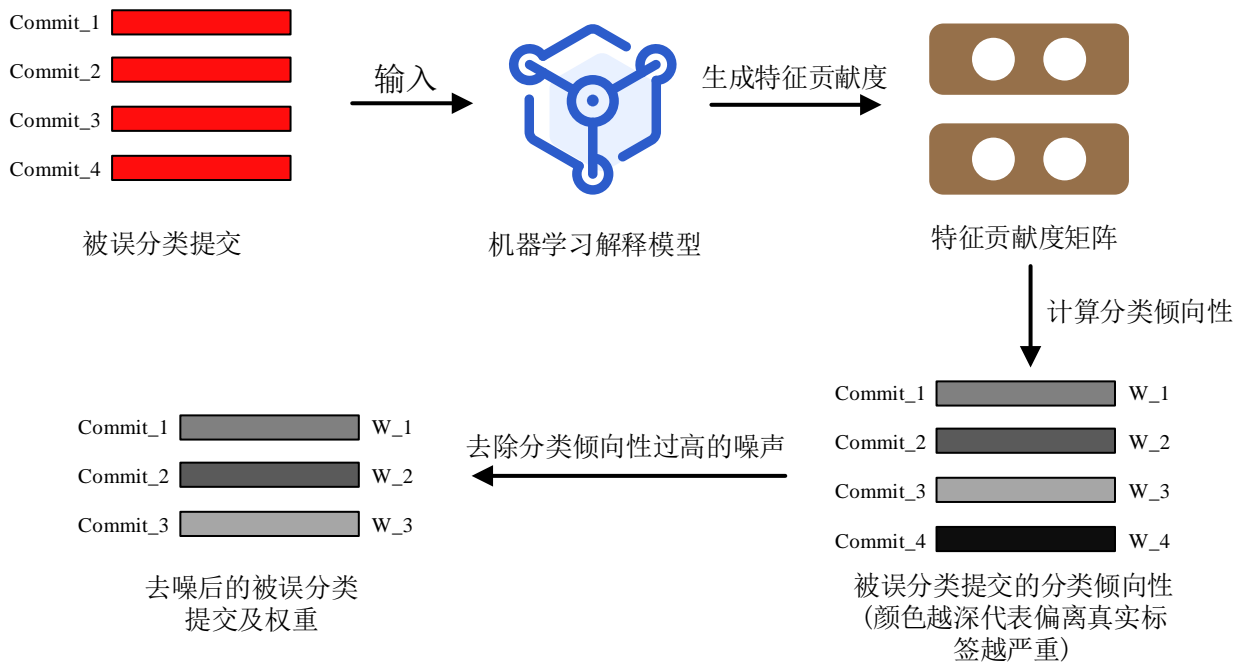 Commit_1
Commit_2
Commit_3
Commit_4
被误分类提交
输入
机器学习解释模型
生成特征贡献度
特征贡献度矩阵
计算分类倾向性
Commit_1 W_1
Commit_2 W_2
Commit_3 W_3
Commit_4 W_4
被误分类提交的分类倾向性
(颜色越深代表偏离真实标
签越严重)
去除分类倾向性过高的噪声
Commit_1 W_1
Commit_2 W_2
Commit_3 W_3
去噪后的被误分类
提交及权重